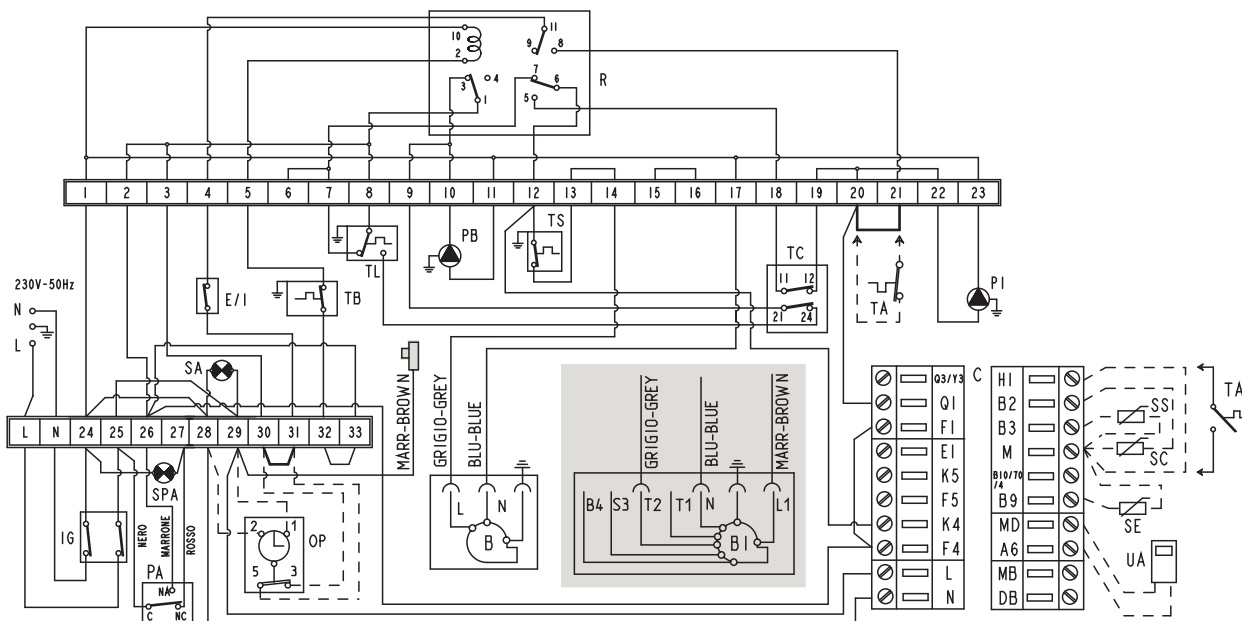 10
2
9
11
8
7
6
5
3
4
1
R
1 2 3 4 5 6 7 8 9 10 11 12 13 14 15 16 17 18 19 20 21 22 23
TL
PB
TS
TC
11 12
21 24
TA
PI
230V-50Hz
N
L
E/I
TB
SA
MARR-BROWN
GRIGIO-GREY
BLU-BLUE
L N 24 25 26 27 28 29 30 31 32 33
SPA
IG
NERO
MARRONE
ROSSO
PA
NA
C NC
2 1
OP
5 3
L N
B
GRIGIO-GREY
BLU-BLUE
MARR-BROWN
B4 S3 T2 T1 N L1
B1
C
Q3/Y3
Q1
F1
E1
K5
F5
K4
F4
L
N
H1
B2
B3
M
B10/70
/4
B9
MD
A6
MB
DB
SS
SC
SE
UA
TA